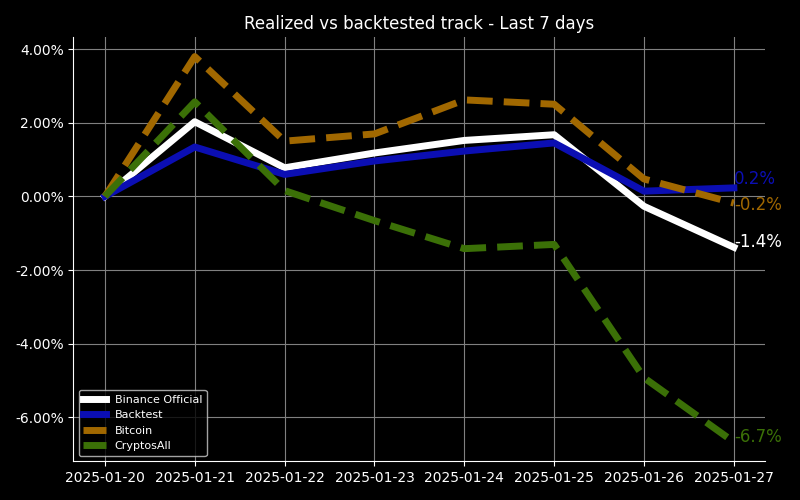 Realized vs backtested track - Last 7 days
4.00%
2.00%
0.00%
-2.00%
-4.00%
-6.00%
0.2%
-0.2%
-1.4%
-6.7%
Binance Official
Backtest
Bitcoin
CryptosAll
2025-01-20 2025-01-21 2025-01-22 2025-01-23 2025-01-24 2025-01-25 2025-01-26 2025-01-27